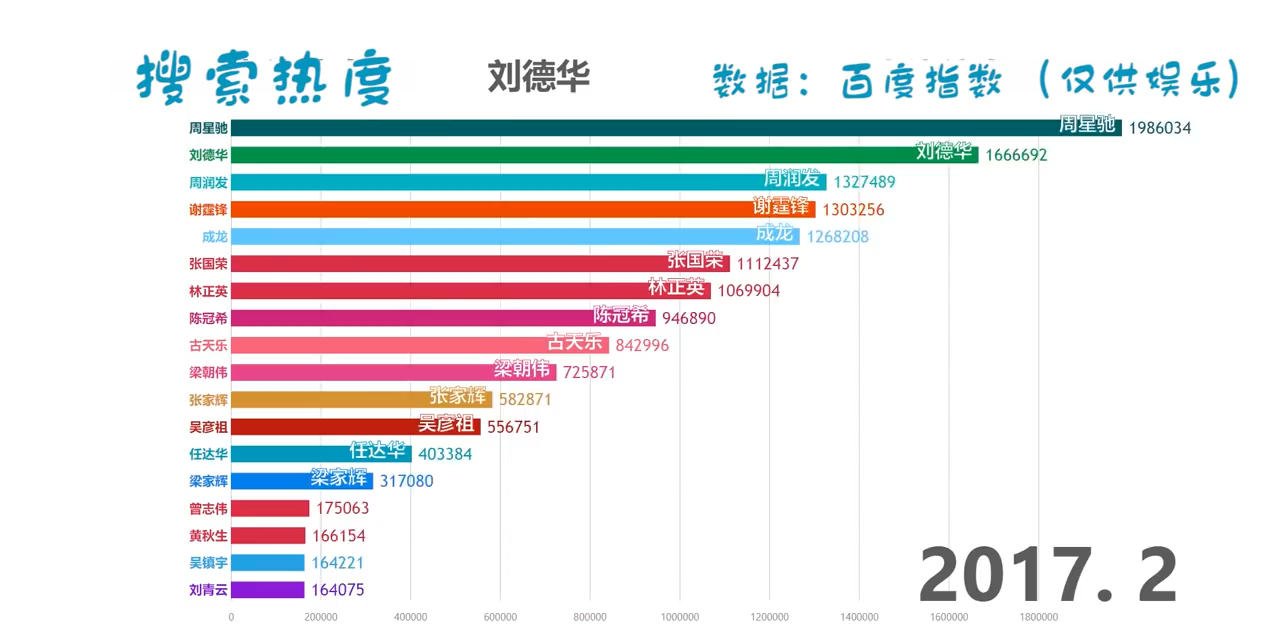 搜索热度 刘德华 数据：百度指数（仅供娱乐）
周星驰 周星驰 1986034
刘德华 刘德华 1666692
周润发 周润发 1327489
谢霆锋 谢霆锋 1303256
成龙 成龙 1268208
张国荣 张国荣 1112437
林正英 林正英 1069904
陈冠希 陈冠希 946890
古天乐 古天乐 842996
梁朝伟 梁朝伟 725871
张家辉 张家辉 582871
吴彦祖 吴彦祖 556751
任达华 任达华 403384
梁家辉 梁家辉 317080
曾志伟 175063
黄秋生 166154
吴镇宇 164221
刘青云 164075
2017. 2
0 200000 400000 600000 800000 1000000 1200000 1400000 1600000 1800000